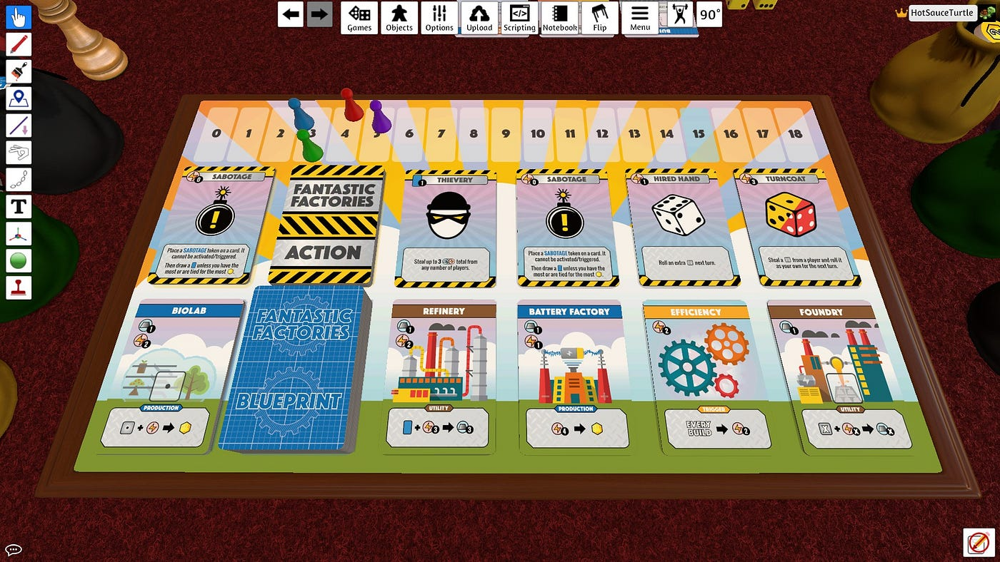 Games
Objects
Options
Upload
Scripting
Notebook
Flip
Menu
90°
HotSauceTurtle
0 1 2 3 4 5 6 7 8 9 10 11 12 13 14 15 16 17 18
0
SABOTAGE
Place a SABOTAGE token on a card. It
cannot be activated/triggered.
Then draw a unless you have the
most or are tied for the most .
FANTASTIC
FACTORIES
ACTION
1
THIEVERY
Steal up to 3 total from
any number of players.
0
SABOTAGE
Place a SABOTAGE token on a card. It
cannot be activated/triggered.
Then draw a unless you have the
most or are tied for the most .
1
HIRED HAND
Roll an extra next turn.
3
TURNCOAT
Steal a from a player and roll it
as your own for the next turn.
BIOLAB
1
2
PRODUCTION
+
FANTASTIC
FACTORIES
BLUEPRINT
REFINERY
1
2
UTILITY
+ 3 3
BATTERY FACTORY
1
1
PRODUCTION
4
EFFICIENCY
2
TRIGGER
EVERY
BUILD
2
FOUNDRY
1
UTILITY
X + X X
T